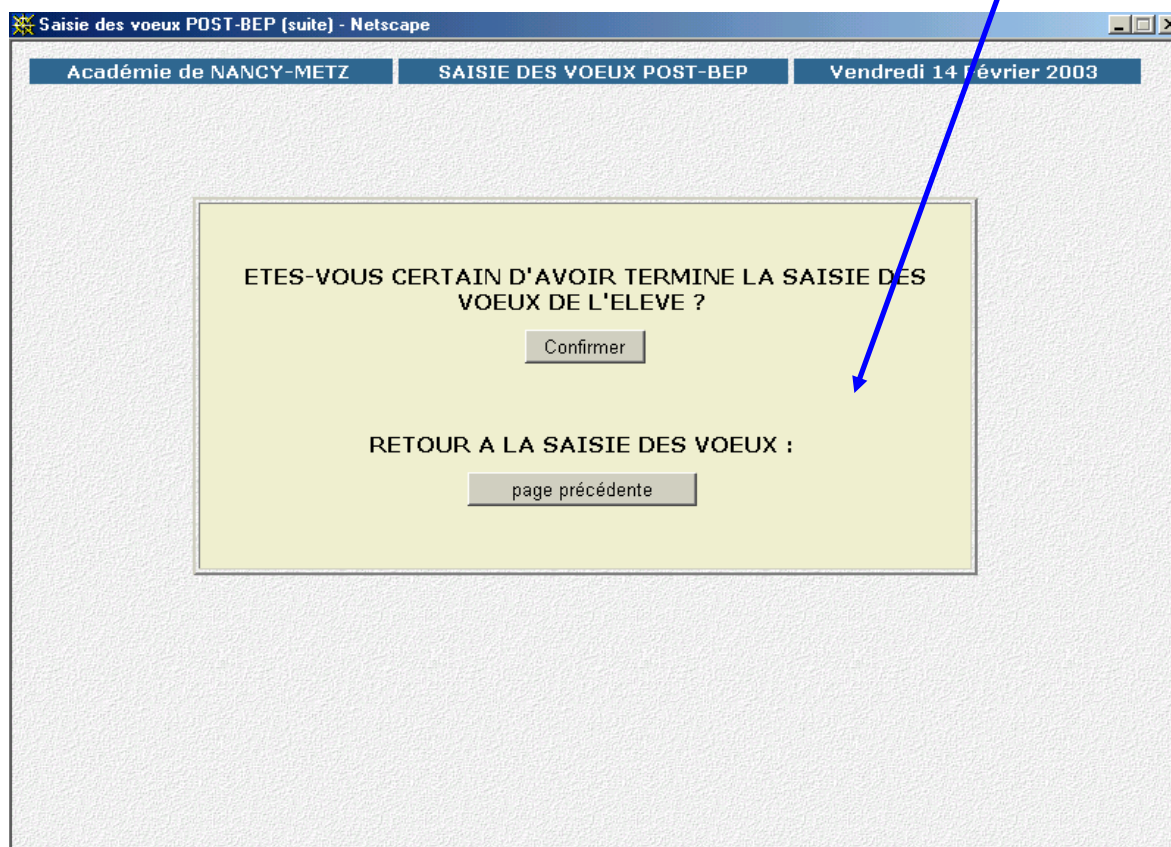 Saisie des voeux POST-BEP (suite) - Netscape
Académie de NANCY-METZ SAISIE DES VOEUX POST-BEP Vendredi 14 Février 2003
ETES-VOUS CERTAIN D'AVOIR TERMINE LA SAISIE DES
VOEUX DE L'ELEVE ?
Confirmer
RETOUR A LA SAISIE DES VOEUX :
page précédente